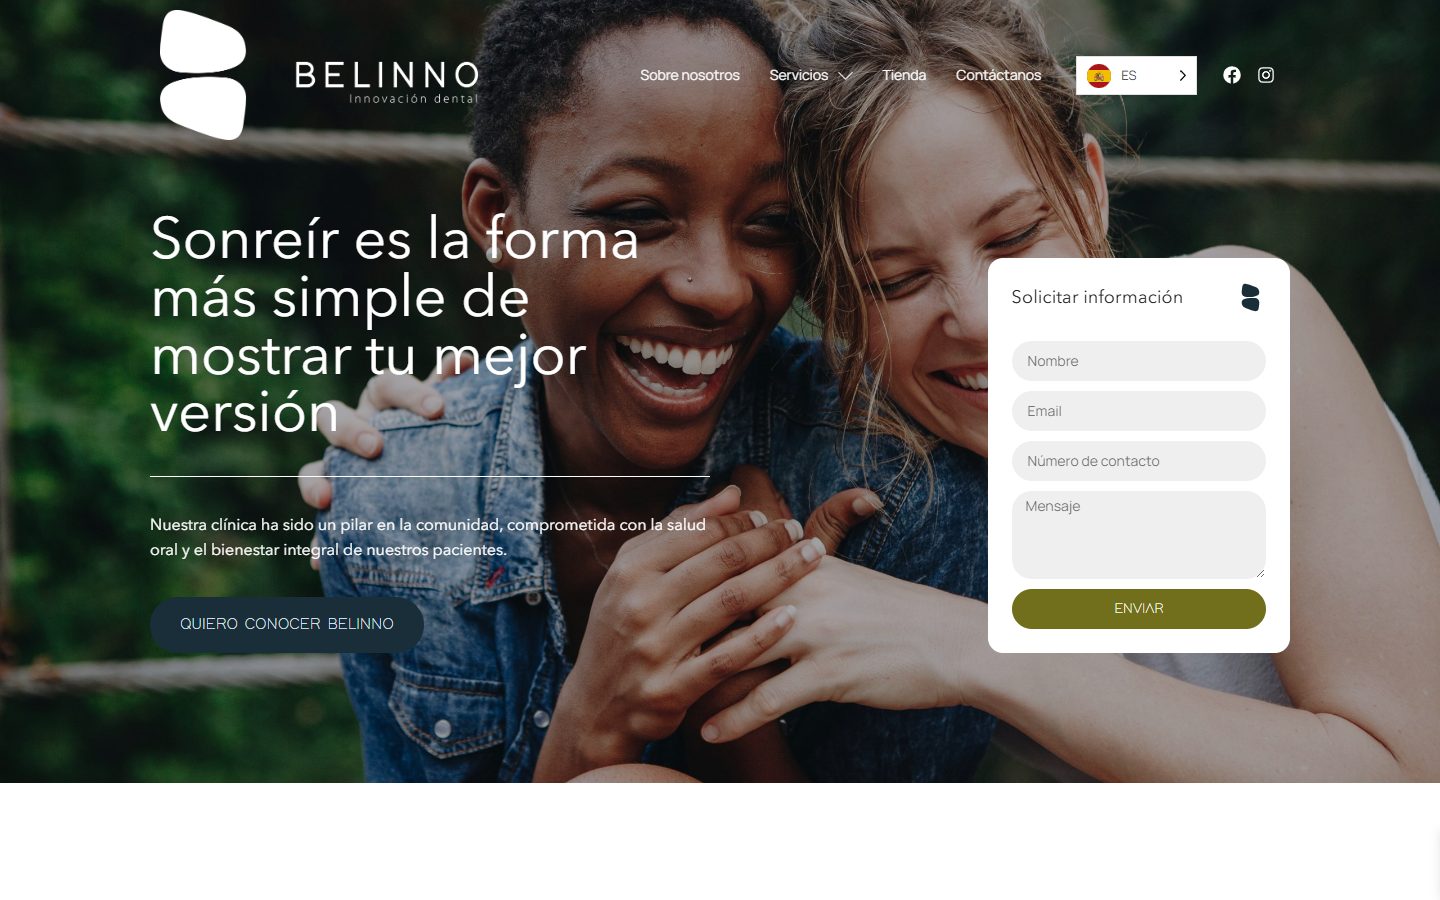 BELINNO
Innovación dental
Sobre nosotros
Servicios
Tienda
Contáctanos
ES
Sonreír es la forma
más simple de
mostrar tu mejor
versión
Nuestra clínica ha sido un pilar en la comunidad, comprometida con la salud
oral y el bienestar integral de nuestros pacientes.
QUIERO CONOCER BELINNO
Solicitar información
Nombre
Email
Número de contacto
Mensaje
ENVIAR